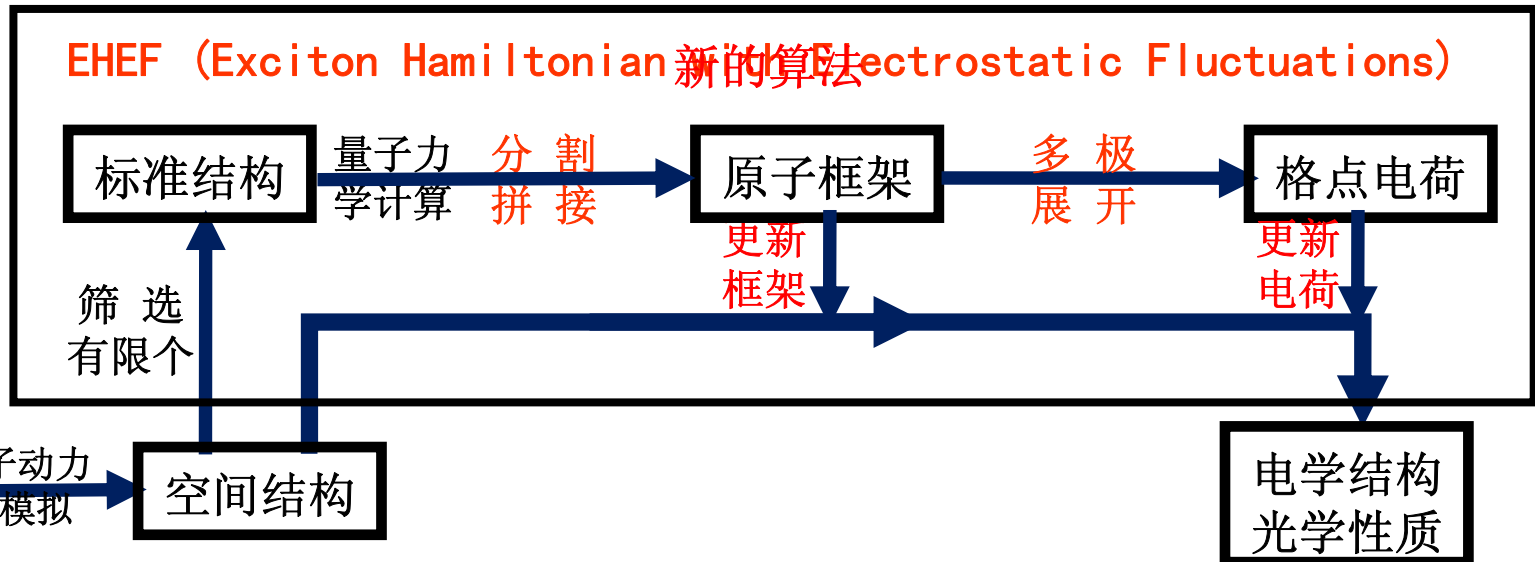 EHEF (Exciton Hamiltonian with Electrostatic Fluctuations)
新的算法
标准结构
量子力
学计算
分 割
拼 接
原子框架
多 极
展 开
格点电荷
更新
框架
更新
电荷
筛 选
有限个
子动力
模拟
空间结构
电学结构
光学性质